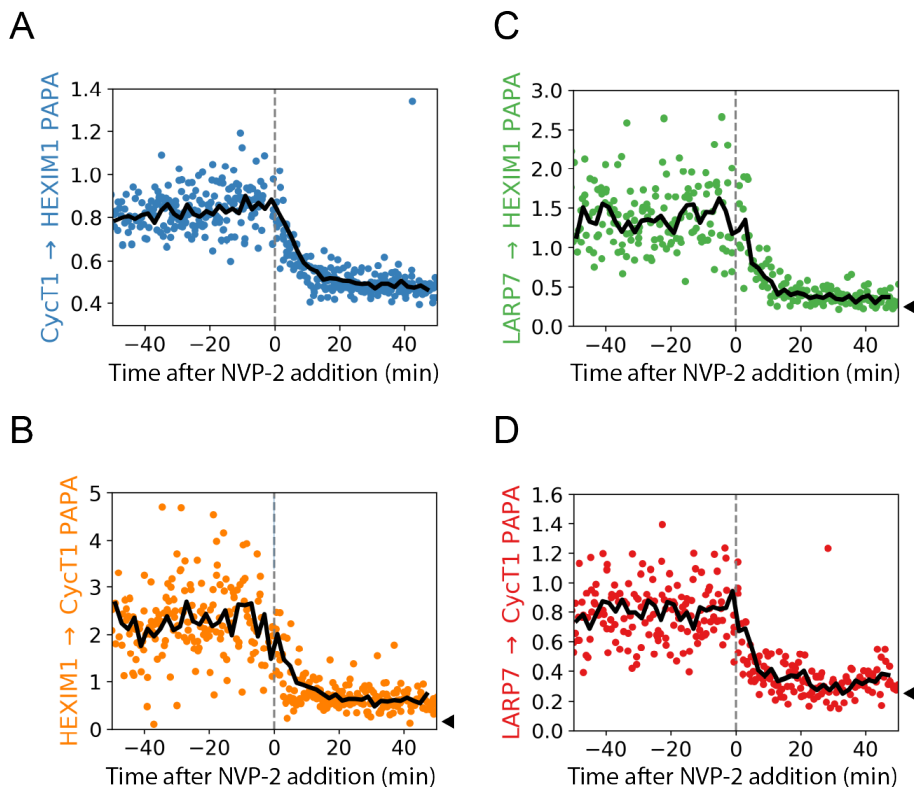 A
CycT1 → HEXIM1 PAPA
1.4
1.2
1.0
0.8
0.6
0.4
−40 −20 0 20 40
Time after NVP-2 addition (min)
C
LARP7 → HEXIM1 PAPA
3.0
2.5
2.0
1.5
1.0
0.5
0.0
−40 −20 0 20 40
Time after NVP-2 addition (min)
B
HEXIM1 → CycT1 PAPA
5
4
3
2
1
0
−40 −20 0 20 40
Time after NVP-2 addition (min)
D
LARP7 → CycT1 PAPA
1.6
1.4
1.2
1.0
0.8
0.6
0.4
0.2
0.0
−40 −20 0 20 40
Time after NVP-2 addition (min)